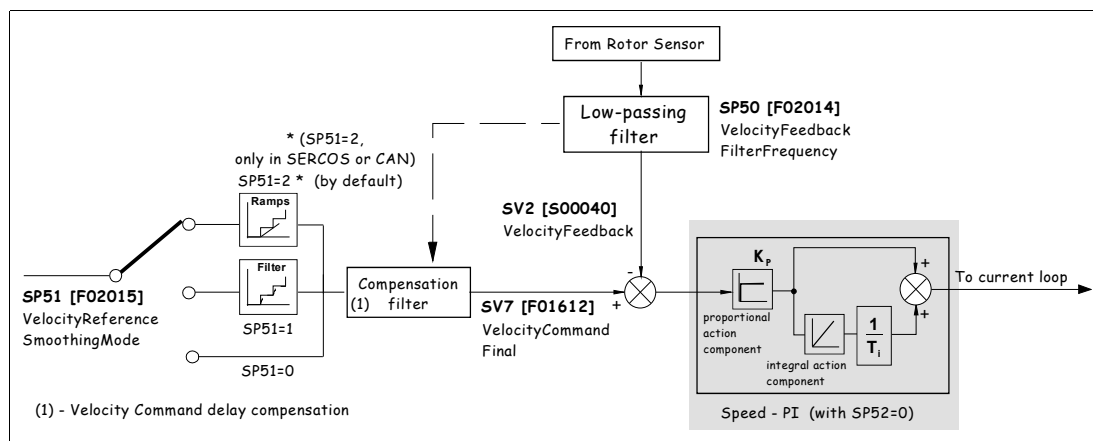 From Rotor Sensor
Low-passing
filter
SP50 [F02014]
VelocityFeedback
FilterFrequency
* (SP51=2,
only in SERCOS or CAN)
SP51=2 * (by default)
Ramps
SV2 [S00040]
VelocityFeedback
SP51 [F02015]
VelocityReference
SmoothingMode
Filter
SP51=1
SP51=0
Compensation
(1) filter
-
+
SV7 [F01612]
VelocityCommand
Final
KP
proportional
action
component
integral action
component
1
Ti
+
+
To current loop
(1) - Velocity Command delay compensation
Speed - PI (with SP52=0)